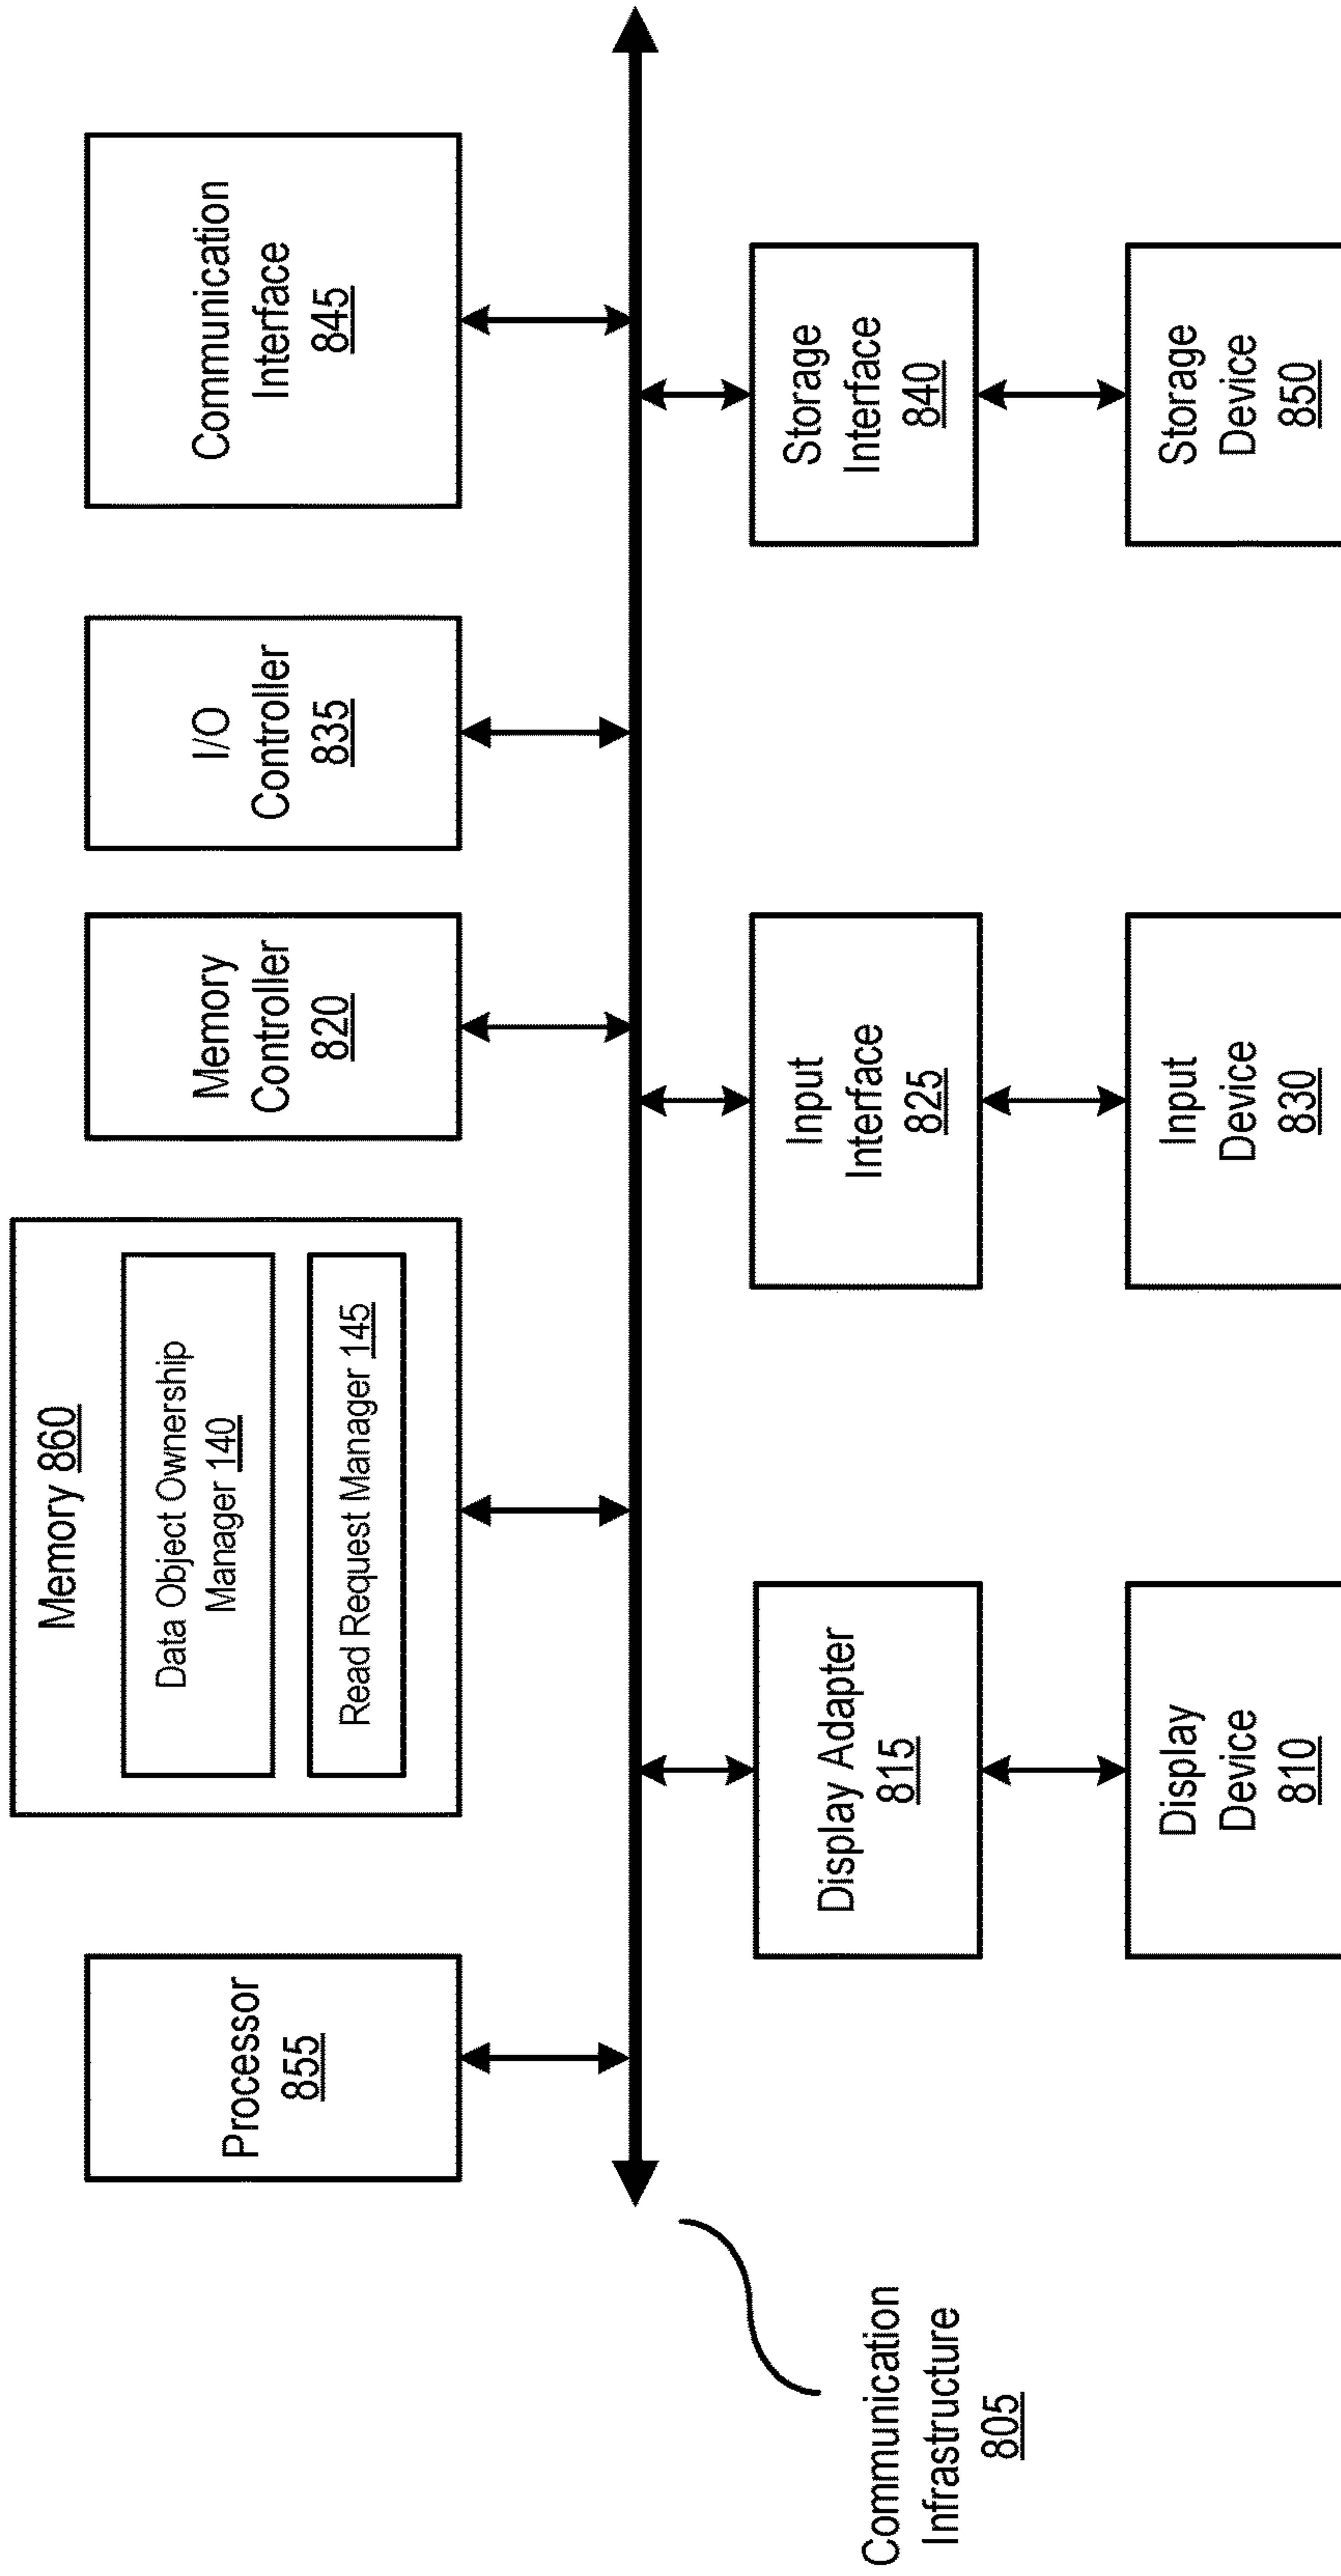 Processor
855
Memory 860
Data Object Ownership
Manager 140
Read Request Manager 145
Memory
Controller
820
I/O
Controller
835
Communication
Interface
845
Communication
Infrastructure
805
Display Adapter
815
Input
Interface
825
Storage
Interface
840
Display
Device
810
Input
Device
830
Storage
Device
850